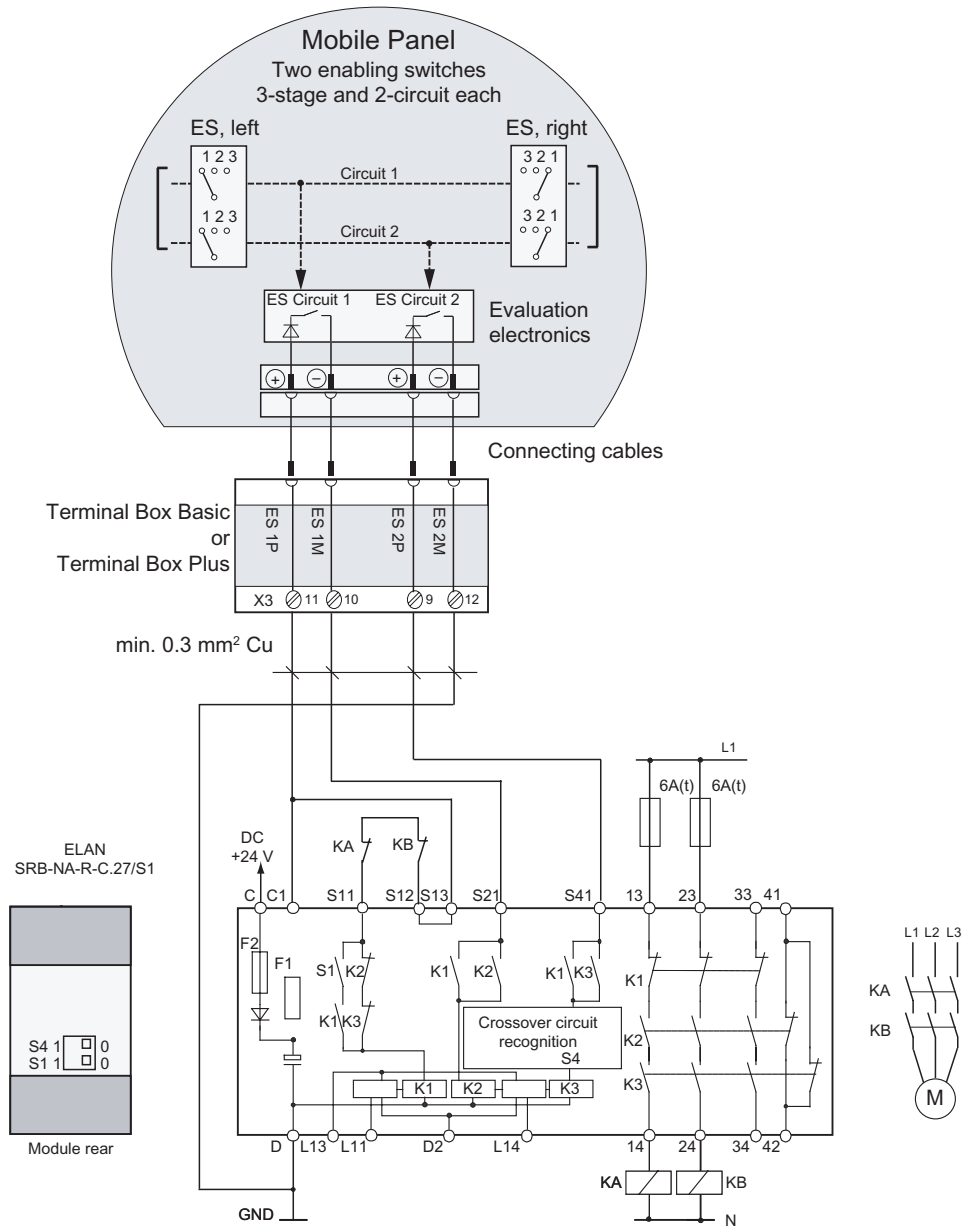 Mobile Panel
Two enabling switches
3-stage and 2-circuit each
ES, left
ES, right
1 2 3
3 2 1
Circuit 1
1 2 3
3 2 1
Circuit 2
ES Circuit 1
ES Circuit 2
Evaluation
electronics
+ − + −
Connecting cables
Terminal Box Basic
or
Terminal Box Plus
ES 1P
ES 1M
ES 2P
ES 2M
X3 11 10 9 12
min. 0.3 mm² Cu
L1
6A(t) 6A(t)
DC
+24 V
KA KB
ELAN
SRB-NA-R-C.27/S1
C C1 S11 S12 S13 S21 S41 13 23 33 41
F2
F1
S1 K2
K1 K2
K1 K3
K1
L1 L2 L3
KA
K1 K3
Crossover circuit
recognition
S4
K2
KB
S4 1 0
S1 1 0
K1 K2 K3
K3
M
Module rear
D L13 L11 D2 L14 14 24 34 42
KA KB
GND
N